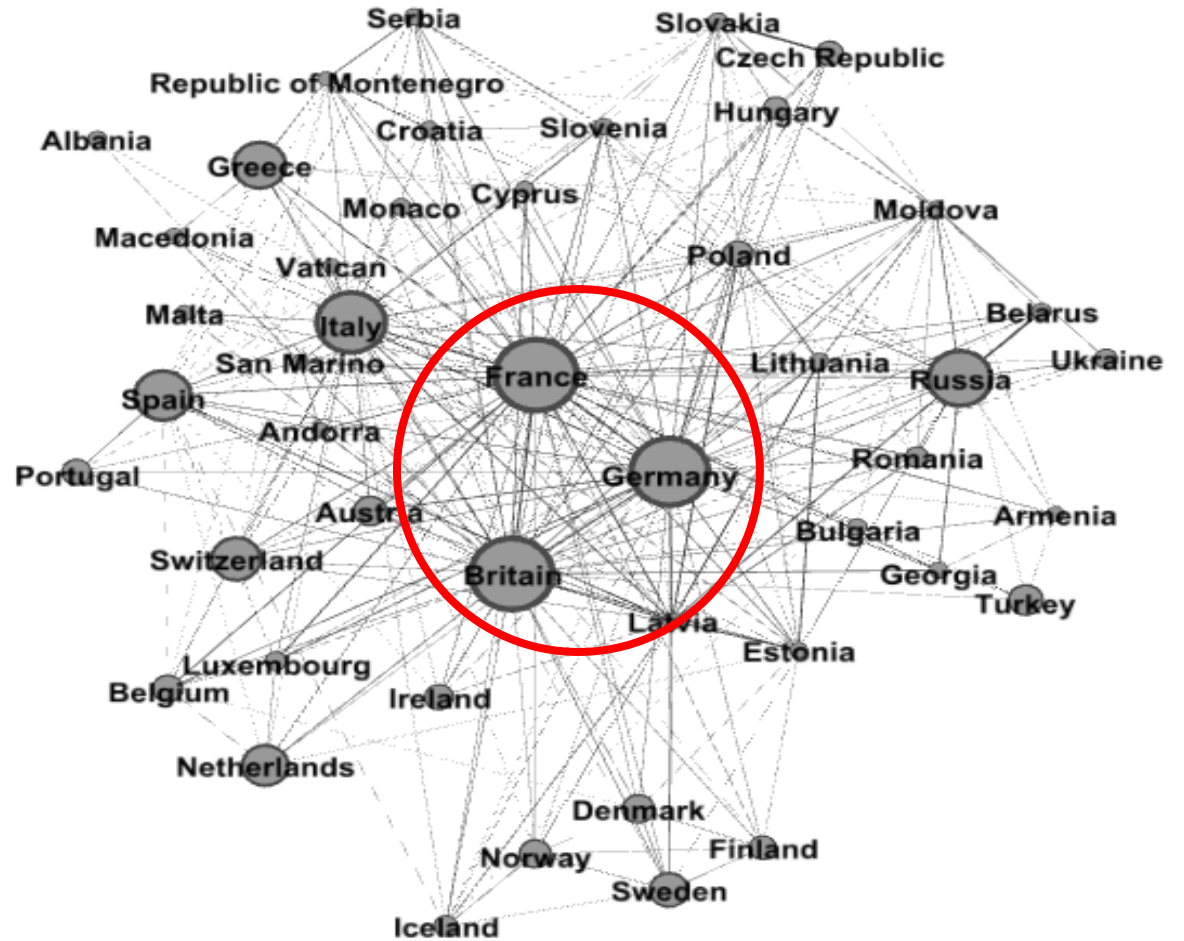 Serbia
Slovakia
Czech Republic
Republic of Montenegro
Hungary
Albania
Croatia
Slovenia
Greece
Cyprus
Monaco
Moldova
Macedonia
Poland
Vatican
Malta
Belarus
Italy
San Marino
Lithuania
Ukraine
France
Russia
Spain
Andorra
Romania
Portugal
Germany
Austria
Armenia
Bulgaria
Switzerland
Britain
Georgia
Turkey
Latvia
Estonia
Luxembourg
Belgium
Ireland
Netherlands
Denmark
Finland
Norway
Sweden
Iceland